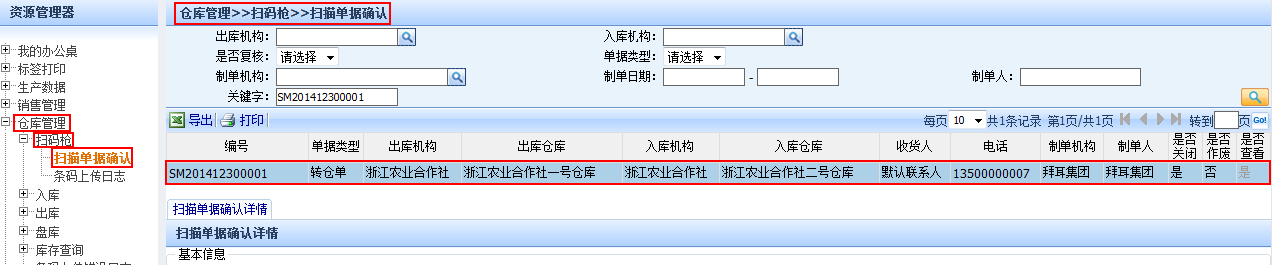 资源管理器
我的办公桌
标签打印
生产数据
销售管理
仓库管理
扫码枪
扫描单据确认
条码上传日志
入库
出库
盘库
库存查询
仓库管理>>扫码枪>>扫描单据确认
出库机构： 入库机构：
是否复核： 请选择 单据类型： 请选择
制单机构： 制单日期： - 制单人：
关键字： SM201412300001
导出 打印 每页 10 共1条记录 第1页/共1页 转到 页 Go!
编号 单据类型 出库机构 出库仓库 入库机构 入库仓库 收货人 电话 制单机构 制单人 是否关闭 是否作废 是否查看
SM201412300001 转仓单 浙江农业合作社 浙江农业合作社一号仓库 浙江农业合作社 浙江农业合作社二号仓库 默认联系人 13500000007 拜耳集团 拜耳集团 是 否 是
扫描单据确认详情
扫描单据确认详情
基本信息